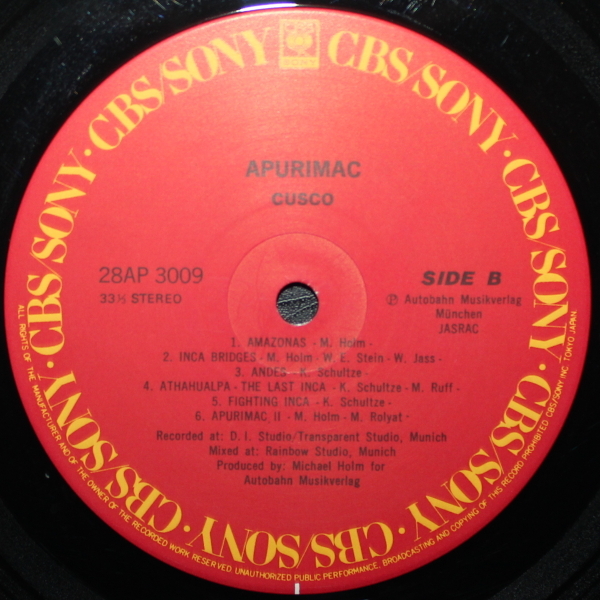 CBS/SONY · CBS/SONY · CBS/SONY · CBS/SONY · CBS/SONY · CBS/SONY · CBS/SONY · CBS/SONY
SONY
APURIMAC
CUSCO
28AP 3009
33⅓ STEREO
SIDE B
Ⓟ Autobahn Musikverlag
München
JASRAC
1. AMAZONAS - M. Holm -
2. INCA BRIDGES - M. Holm - W. E. Stein - W. Jass -
3. ANDES - K. Schultze -
4. ATHAHUALPA - THE LAST INCA - K. Schultze - M. Ruff -
5. FIGHTING INCA - K. Schultze -
6. APURIMAC II - M. Holm - M. Rolyat -
Recorded at: D. I. Studio/Transparent Studio, Munich
Mixed at: Rainbow Studio, Munich
Produced by: Michael Holm for
Autobahn Musikverlag
ALL RIGHTS OF THE MANUFACTURER AND OF THE OWNER OF THE RECORDED WORK RESERVED. UNAUTHORIZED PUBLIC PERFORMANCE, BROADCASTING AND COPYING OF THIS RECORD PROHIBITED. CBS/SONY INC. TOKYO JAPAN.